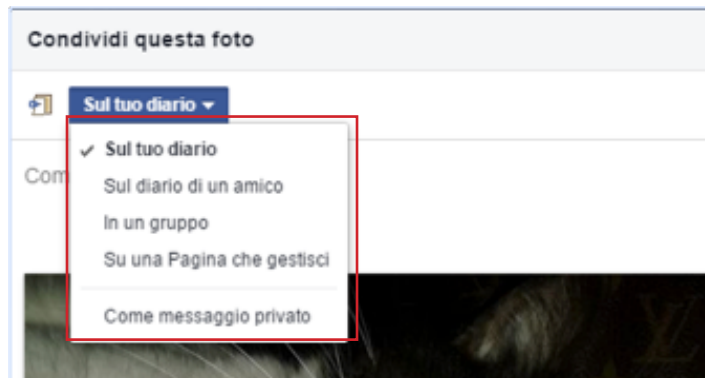 Condividi questa foto
Sul tuo diario
Sul tuo diario
Com
Sul diario di un amico
In un gruppo
Su una Pagina che gestisci
Come messaggio privato